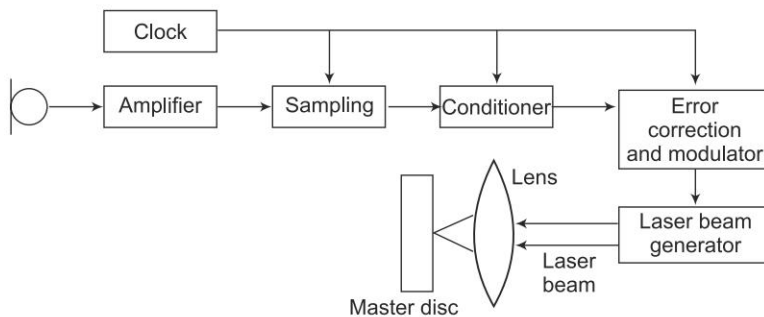 Clock
Amplifier
Sampling
Conditioner
Error
correction
and modulator
Lens
Laser beam
generator
Laser
beam
Master disc